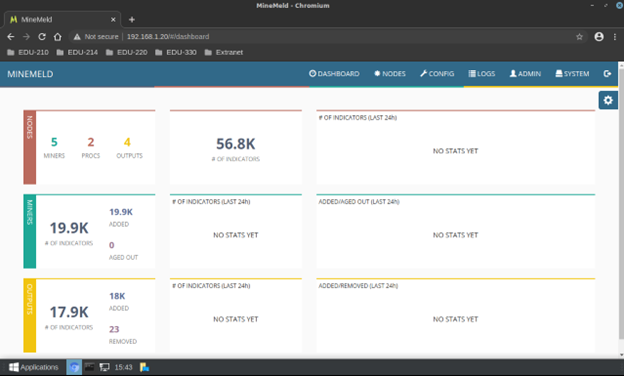 MineMeld - Chromium
MineMeld
Not secure | 192.168.1.20/#/dashboard
EDU-210 EDU-214 EDU-220 EDU-330 Extranet
MINEMELD
DASHBOARD NODES CONFIG LOGS ADMIN SYSTEM
NODES
5 2 4
MINERS PROCS OUTPUTS
56.8K
# OF INDICATORS
# OF INDICATORS (LAST 24h)
NO STATS YET
MINERS
19.9K
# OF INDICATORS
19.9K
ADDED
0
AGED OUT
# OF INDICATORS (LAST 24h)
NO STATS YET
ADDED/AGED OUT (LAST 24h)
NO STATS YET
OUTPUTS
17.9K
# OF INDICATORS
18K
ADDED
23
REMOVED
# OF INDICATORS (LAST 24h)
NO STATS YET
ADDED/REMOVED (LAST 24h)
NO STATS YET
Applications 15:43